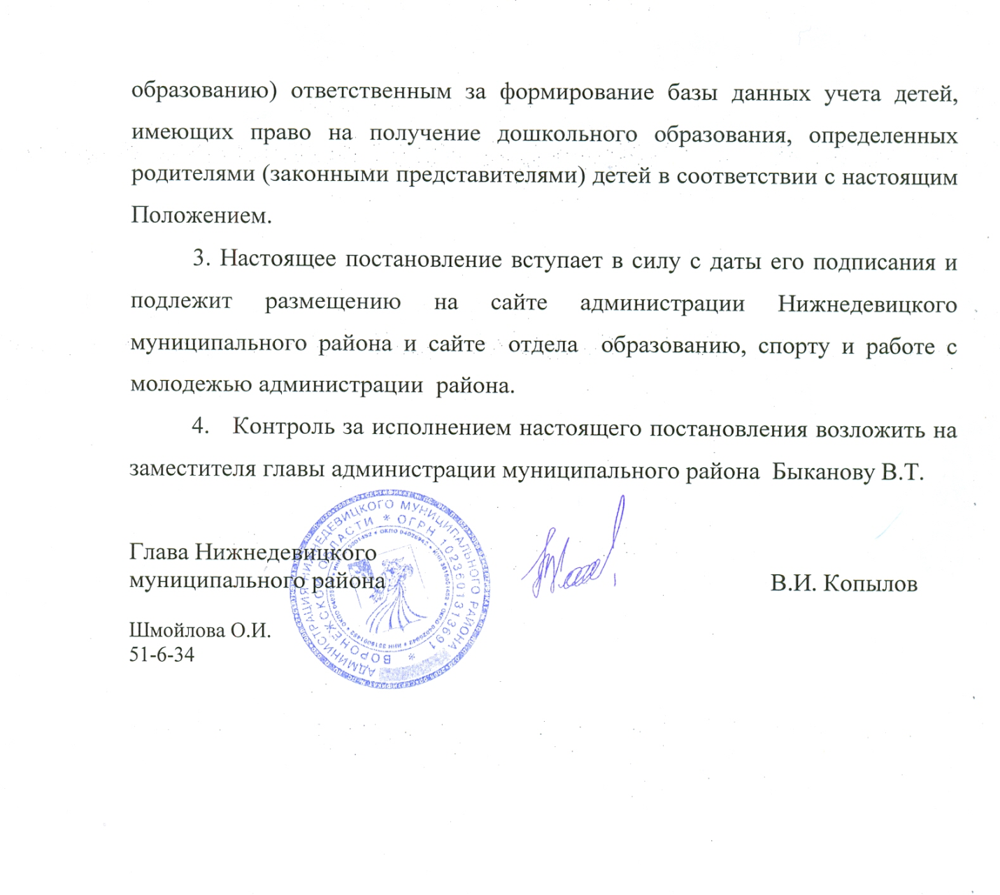 образованию) ответственным за формирование базы данных учета детей,
имеющих право на получение дошкольного образования, определенных
родителями (законными представителями) детей в соответствии с настоящим
Положением.
3. Настоящее постановление вступает в силу с даты его подписания и
подлежит размещению на сайте администрации Нижнедевицкого
муниципального района и сайте отдела образованию, спорту и работе с
молодежью администрации района.
4. Контроль за исполнением настоящего постановления возложить на
заместителя главы администрации муниципального района Быканову В.Т.
Глава Нижнедевицкого
муниципального района
В.И. Копылов
Шмойлова О.И.
51-6-34
АДМИНИСТРАЦИЯ НИЖНЕДЕВИЦКОГО МУНИЦИПАЛЬНОГО РАЙОНА
ВОРОНЕЖСКОЙ ОБЛАСТИ * ОГРН 1023601313691 *